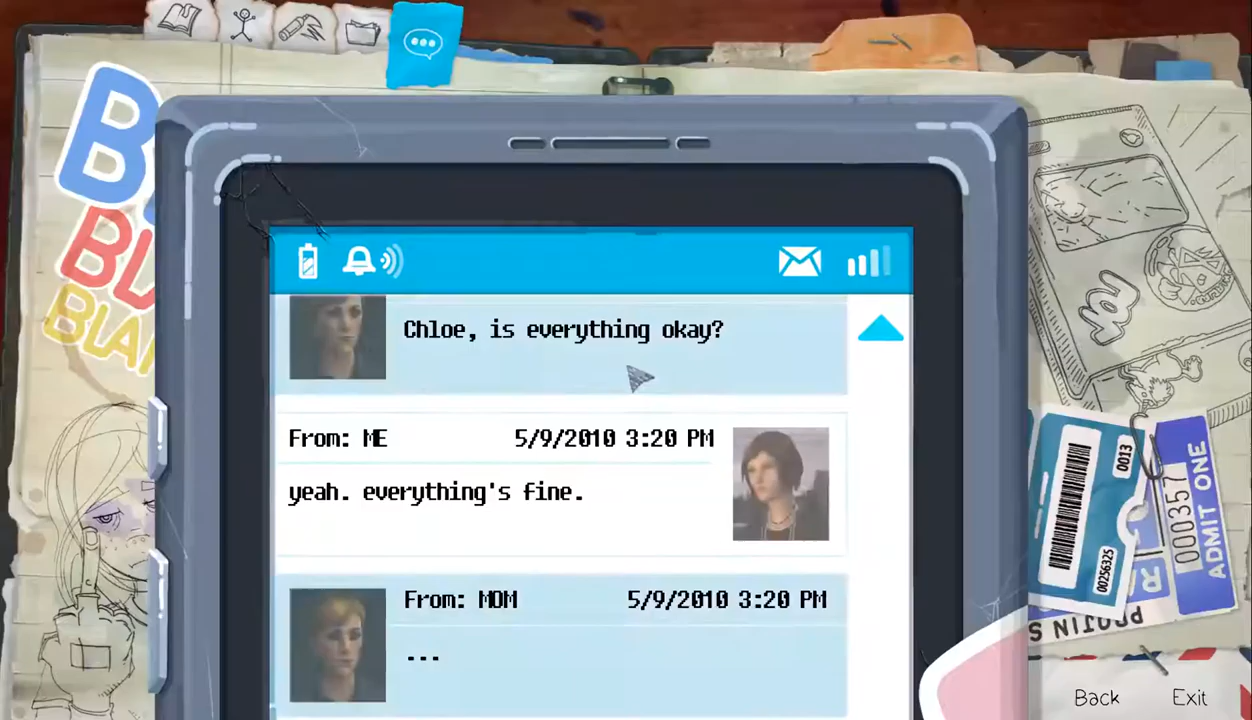 Chloe, is everything okay?
From: ME 5/9/2010 3:20 PM
yeah. everything's fine.
From: MOM 5/9/2010 3:20 PM
...
0013
00256325
000357
ADMIT ONE
Back Exit